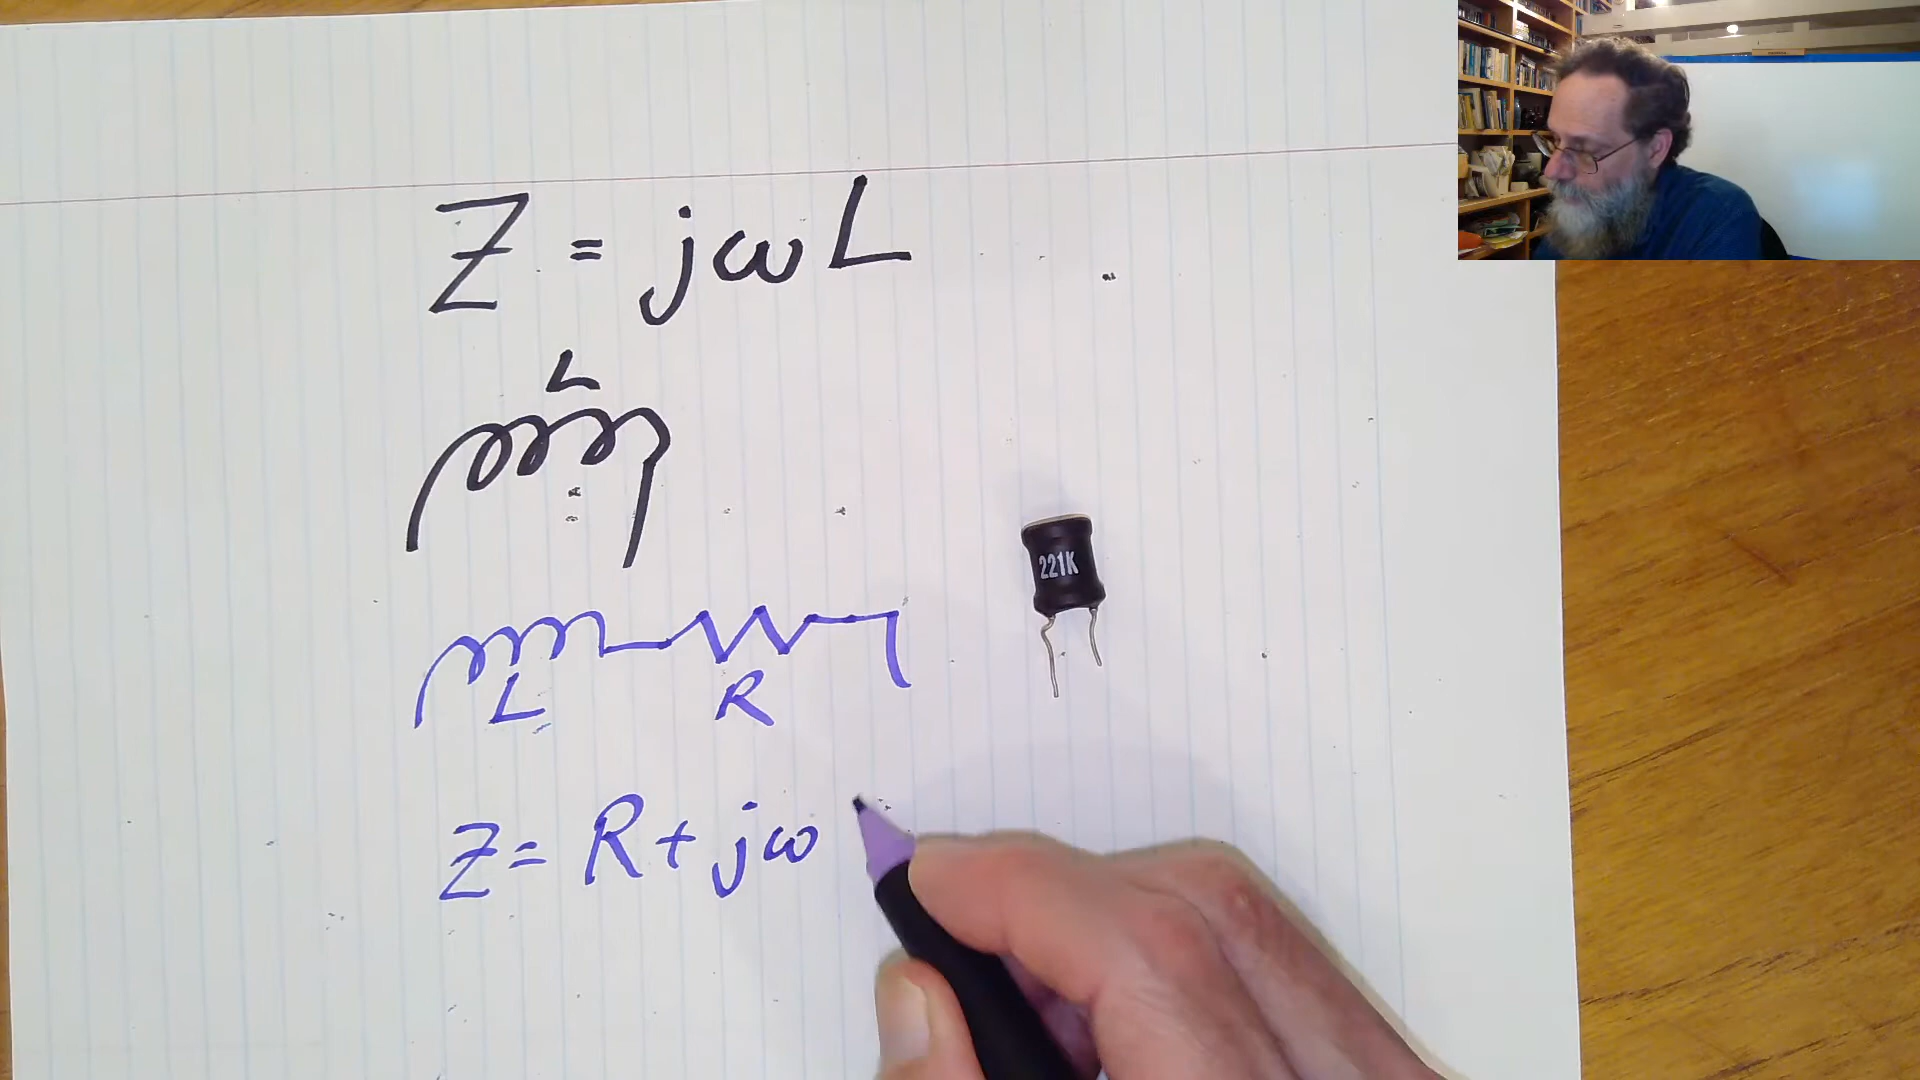 Z = jωL
L
221K
L R
Z = R + jω